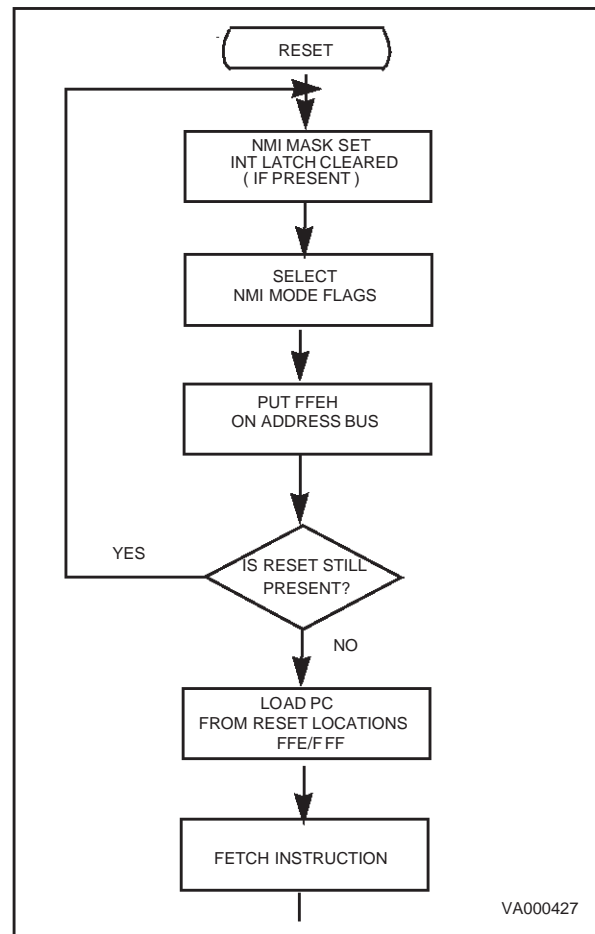 RESET
NMI MASK SET
INT LATCH CLEARED
( IF PRESENT )
SELECT
NMI MODE FLAGS
PUT FFEH
ON ADDRESS BUS
YES
IS RESET STILL
PRESENT?
NO
LOAD PC
FROM RESET LOCATIONS
FFE/FFF
FETCH INSTRUCTION
VA000427